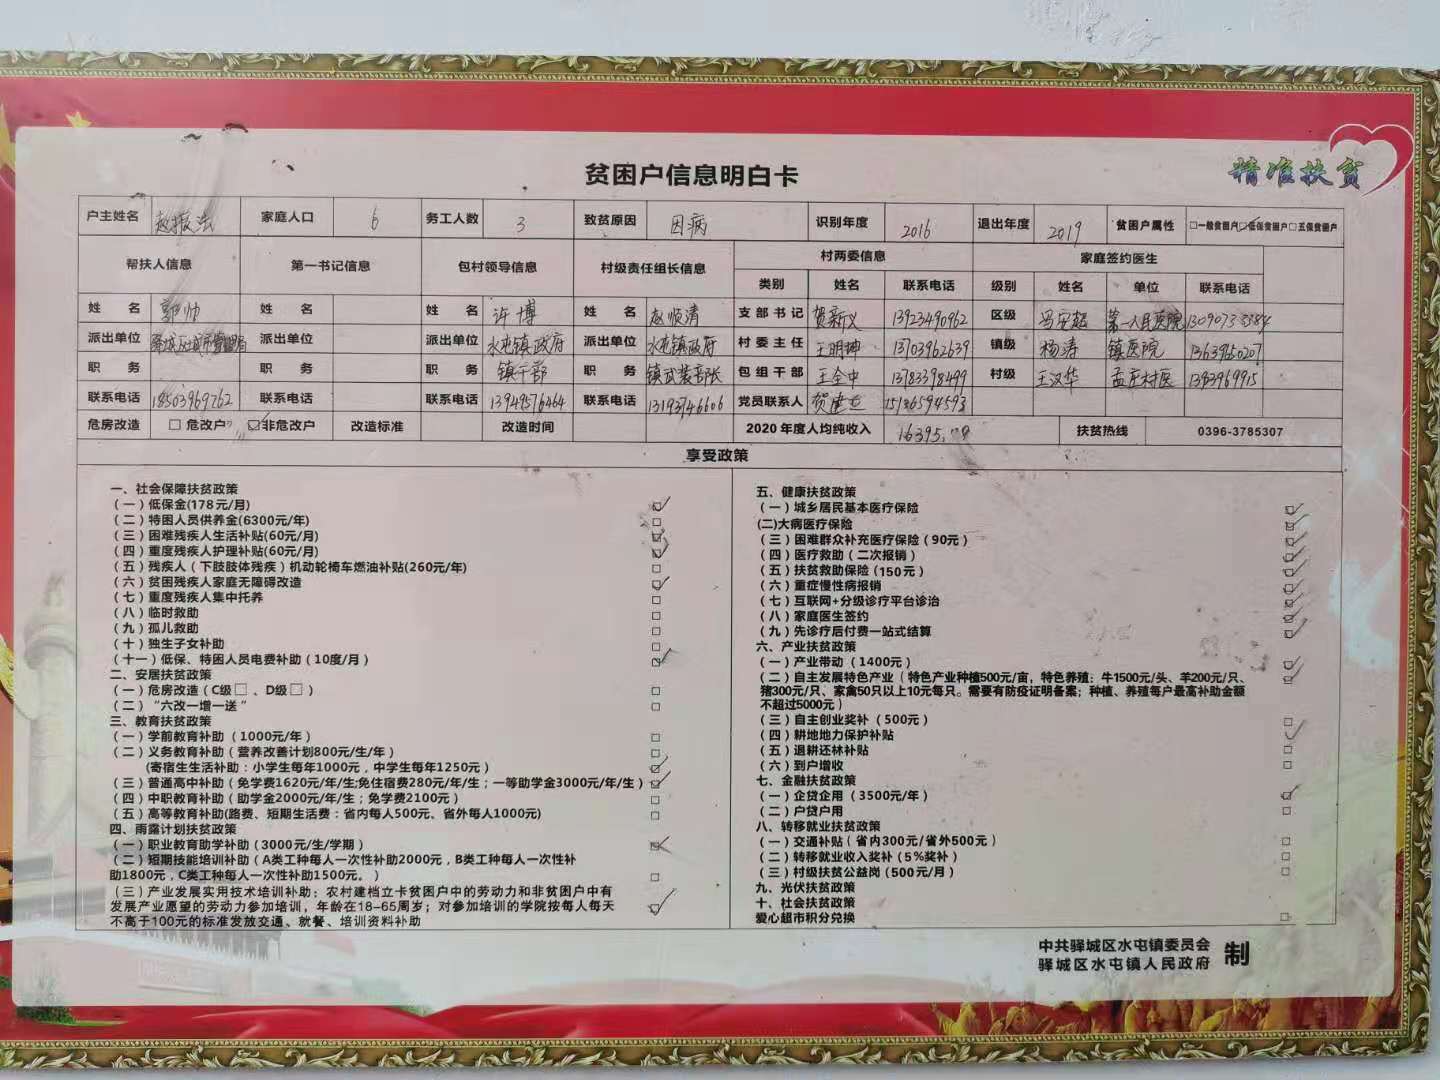 精准扶贫
贫困户信息明白卡
户主姓名 赵振法 家庭人口 6 务工人数 3 致贫原因 因病 识别年度 2016 退出年度 2019 贫困户属性 □一般贫困户☑低保贫困户□五保贫困户
帮扶人信息 第一书记信息 包村领导信息 村级责任组长信息 村两委信息 家庭签约医生
类别 姓名 联系电话 级别 姓名 单位 联系电话
姓名 郭帅 姓名 姓名 许博 姓名 赵顺清 支部书记 贺新义 13923490962 区级 冯安超 第一人民医院
派出单位 派出单位 派出单位 水屯镇政府 派出单位 水屯镇政府 村委主任 王明坤 13703962639 镇级 杨涛 镇医院 13639650207
职务 职务 职务 镇干部 职务 镇武装部长 包组干部 王全中 13783398499 村级 王汉华 孟庄村医 1393969915
联系电话 18503969762 联系电话 联系电话 13949576464 联系电话 13193746606 党员联系人 贺建立
危房改造 □ 危改户 ☑非危改户 改造标准 改造时间 2020年度人均纯收入 16395. 扶贫热线 0396-3785307
享受政策
一、社会保障扶贫政策
（一）低保金(178元/月) ☑
（二）特困人员供养金(6300元/年) □
（三）困难残疾人生活补贴(60元/月) ☑
（四）重度残疾人护理补贴(60元/月) ☑
（五）残疾人（下肢肢体残疾）机动轮椅车燃油补贴(260元/年) □
（六）贫困残疾人家庭无障碍改造 ☑
（七）重度残疾人集中托养 □
（八）临时救助 □
（九）孤儿救助 □
（十）独生子女补助 □
（十一）低保、特困人员电费补助（10度/月） ☑
二、安居扶贫政策
（一）危房改造（C级□ 、D级□ ） □
（二）“六改一增一送” □
三、教育扶贫政策
（一）学前教育补助 （1000元/年） □
（二）义务教育补助（营养改善计划800元/生/年）
(寄宿生生活补助：小学生每年1000元，中学生每年1250元） ☑
（三）普通高中补助（免学费1620元/年/生;免住宿费280元/年/生；一等助学金3000元/年/生） ☑
（四）中职教育补助（助学金2000元/年/生；免学费2100元） □
（五）高等教育补助(路费、短期生活费：省内每人500元、省外每人1000元) □
四、雨露计划扶贫政策
（一）职业教育助学补助（3000元/生/学期） ☑
（二）短期技能培训补助（A类工种每人一次性补助2000元，B类工种每人一次性补
助1800元，C类工种每人一次性补助1500元。） □
（三）产业发展实用技术培训补助：农村建档立卡贫困户中的劳动力和非贫困户中有
发展产业愿望的劳动力参加培训，年龄在18-65周岁；对参加培训的学院按每人每天 ☑
不高于100元的标准发放交通、就餐、培训资料补助
五、健康扶贫政策
（一）城乡居民基本医疗保险 ☑
(二)大病医疗保险 ☑
（三）困难群众补充医疗保险（90元） ☑
（四）医疗救助（二次报销） ☑
（五）扶贫救助保险（150元） ☑
（六）重症慢性病报销 ☑
（七）互联网+分级诊疗平台诊治 ☑
（八）家庭医生签约 ☑
（九）先诊疗后付费一站式结算 ☑
六、产业扶贫政策
（一）产业带动（1400元） ☑
（二）自主发展特色产业（特色产业种植500元/亩，特色养殖：牛1500元/头、羊200元/只、 ☑
猪300元/只、家禽50只以上10元每只。需要有防疫证明备案；种植、养殖每户最高补助金额
不超过5000元）
（三）自主创业奖补（500元） □
（四）耕地地力保护补贴 ☑
（五）退耕还林补贴 □
（六）到户增收 □
七、金融扶贫政策
（一）企贷企用（3500元/年） ☑
（二）户贷户用 □
八、转移就业扶贫政策
（一）交通补贴（省内300元/省外500元） □
（二）转移就业收入奖补（5%奖补） □
（三）村级扶贫公益岗（500元/月） □
九、光伏扶贫政策
十、社会扶贫政策
爱心超市积分兑换 □
中共驿城区水屯镇委员会
驿城区水屯镇人民政府 制